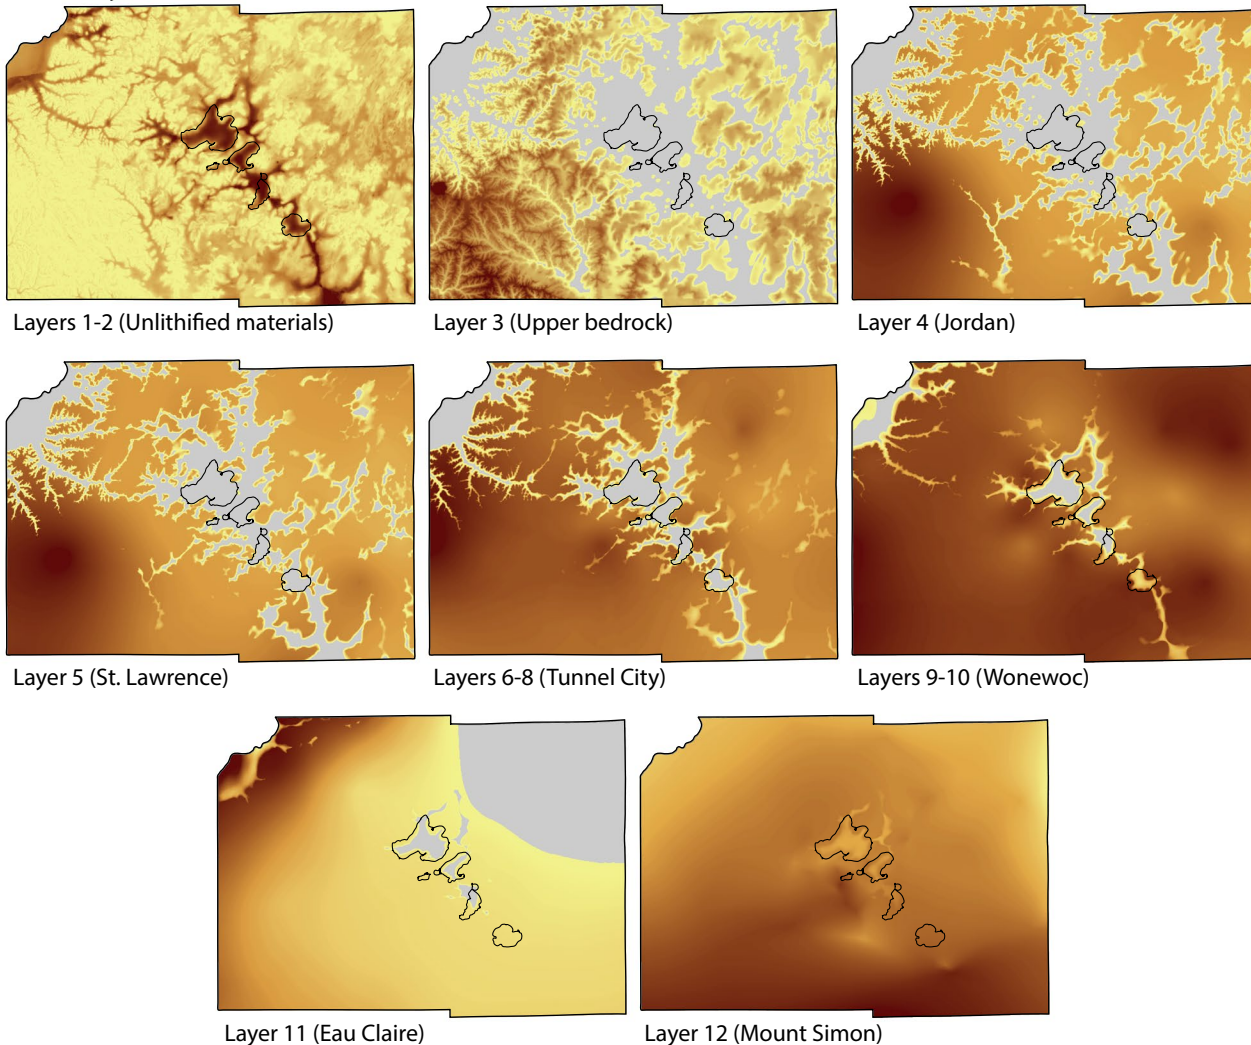 Layers 1-2 (Unlithified materials)
Layer 3 (Upper bedrock)
Layer 4 (Jordan)
Layer 5 (St. Lawrence)
Layers 6-8 (Tunnel City)
Layers 9-10 (Wonewoc)
Layer 11 (Eau Claire)
Layer 12 (Mount Simon)